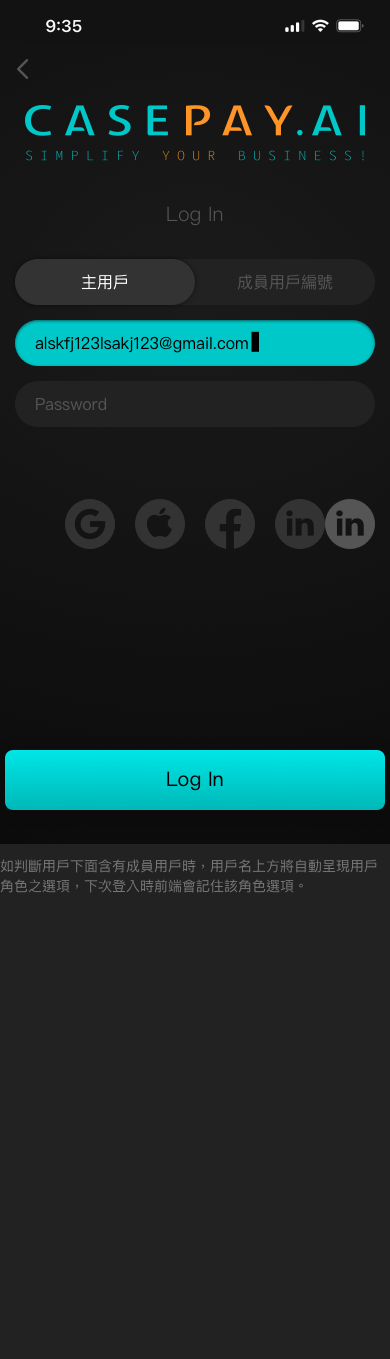 9:35
CASEPAY.AI
SIMPLIFY YOUR BUSINESS!
Log In
主用戶 成員用戶編號
alskfj123lsakj123@gmail.com
Password
Log In
如判斷用戶下面含有成員用戶時，用戶名上方將自動呈現用戶
角色之選項，下次登入時前端會記住該角色選項。